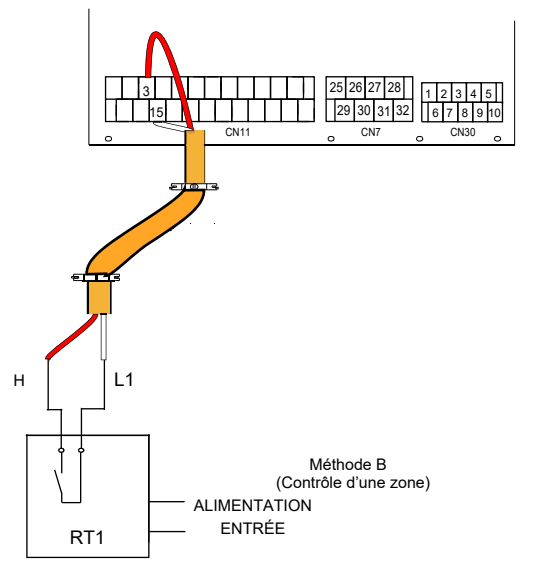 25 26 27 28
3
1 2 3 4 5
15
29 30 31 32
6 7 8 9 10
CN11
CN7
CN30
H
L1
Méthode B
(Contrôle d'une zone)
ALIMENTATION
ENTRÉE
RT1